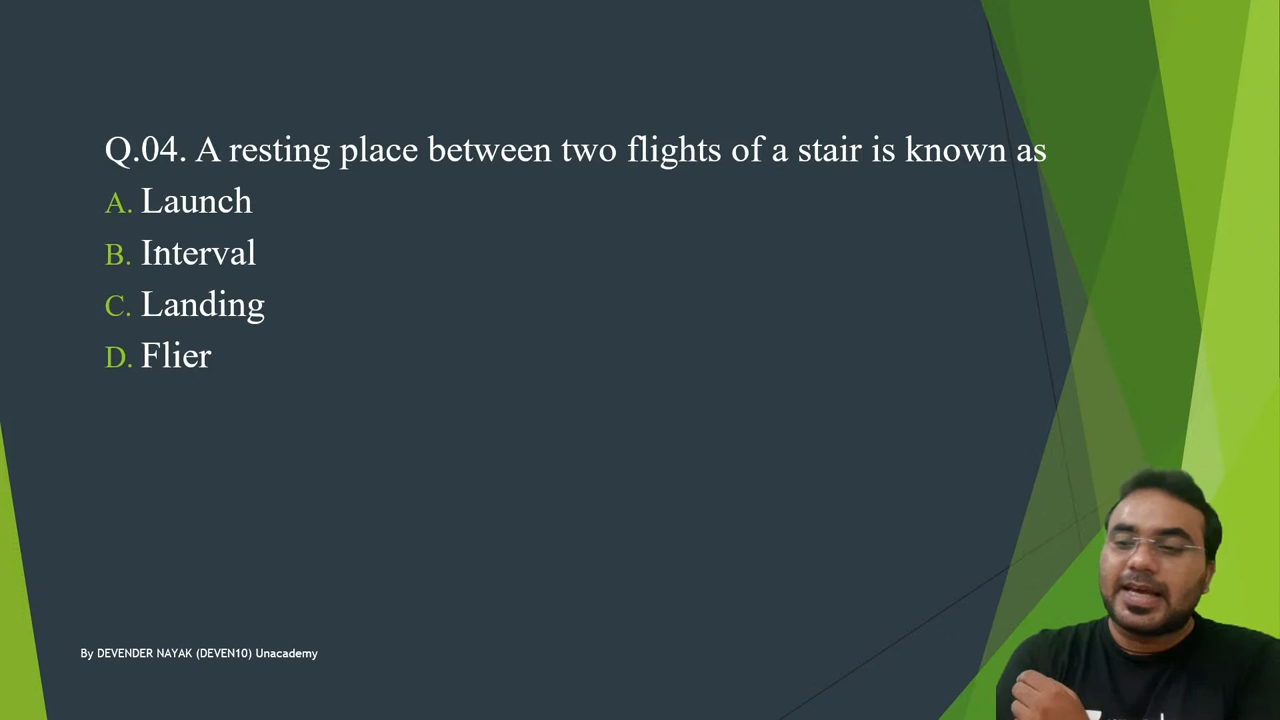 Q.04. A resting place between two flights of a stair is known as
A. Launch
B. Interval
C. Landing
D. Flier
By DEVENDER NAYAK (DEVEN10) Unacademy